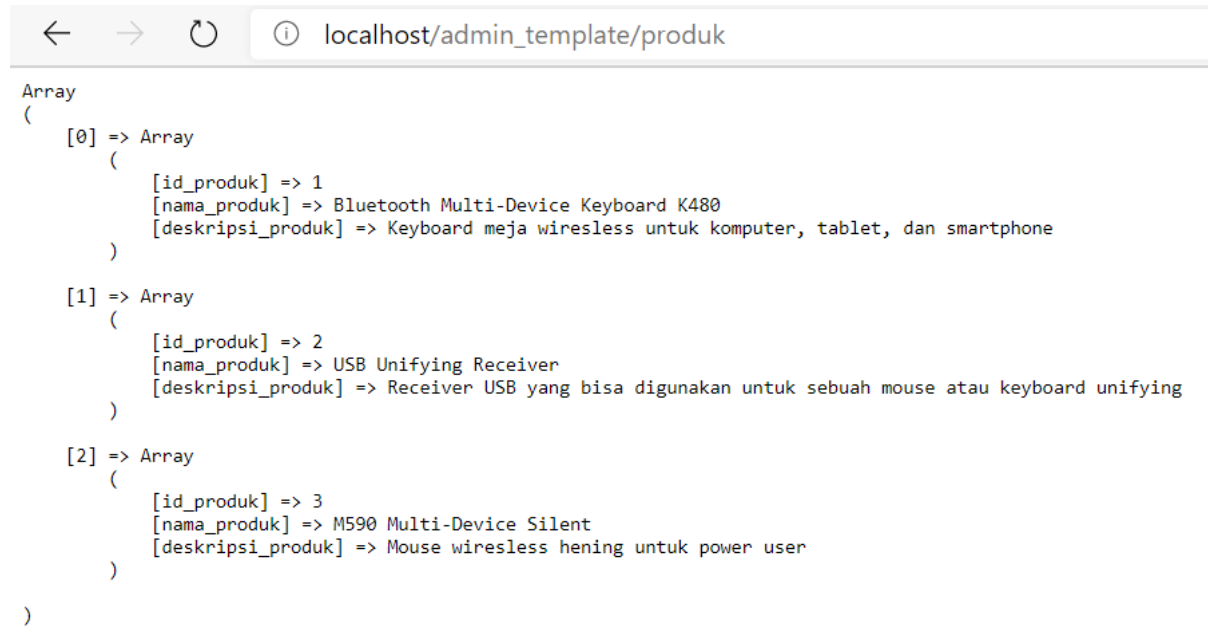 localhost/admin_template/produk
Array
(
    [0] => Array
        (
            [id_produk] => 1
            [nama_produk] => Bluetooth Multi-Device Keyboard K480
            [deskripsi_produk] => Keyboard meja wiresless untuk komputer, tablet, dan smartphone
        )

    [1] => Array
        (
            [id_produk] => 2
            [nama_produk] => USB Unifying Receiver
            [deskripsi_produk] => Receiver USB yang bisa digunakan untuk sebuah mouse atau keyboard unifying
        )

    [2] => Array
        (
            [id_produk] => 3
            [nama_produk] => M590 Multi-Device Silent
            [deskripsi_produk] => Mouse wiresless hening untuk power user
        )

)